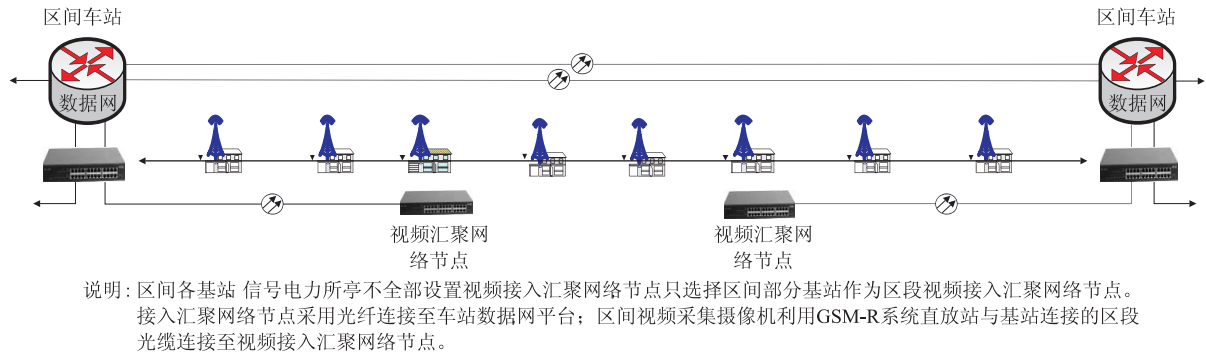 区间车站
区间车站
数据网
数据网
视频汇聚网
络节点
视频汇聚网
络节点
说明：区间各基站 信号电力所亭不全部设置视频接入汇聚网络节点只选择区间部分基站作为区段视频接入汇聚网络节点。
接入汇聚网络节点采用光纤连接至车站数据网平台；区间视频采集摄像机利用GSM-R系统直放站与基站连接的区段
光缆连接至视频接入汇聚网络节点。